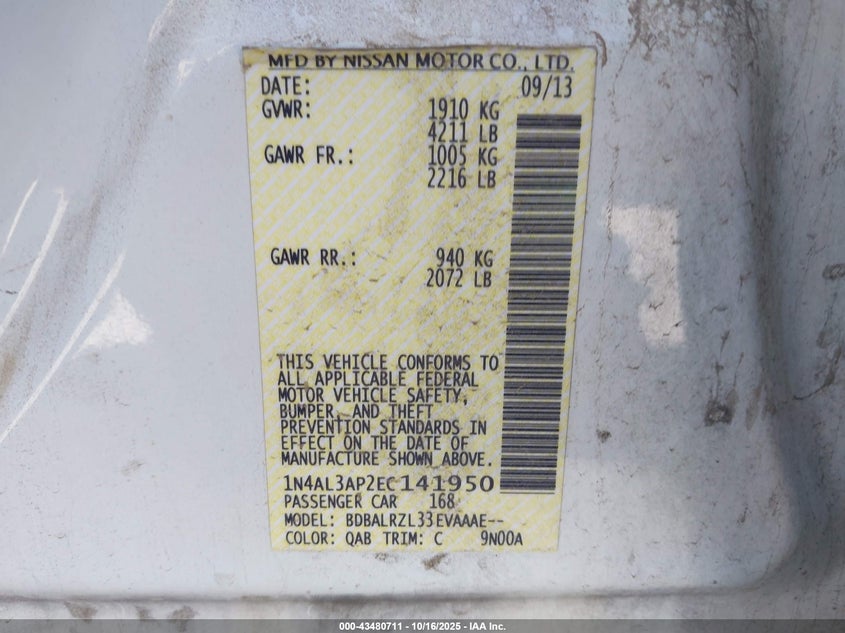 MFD BY NISSAN MOTOR CO., LTD.
DATE: 09/13
GVWR: 1910 KG
4211 LB
GAWR FR.: 1005 KG
2216 LB
GAWR RR.: 940 KG
2072 LB
THIS VEHICLE CONFORMS TO
ALL APPLICABLE FEDERAL
MOTOR VEHICLE SAFETY,
BUMPER, AND THEFT
PREVENTION STANDARDS IN
EFFECT ON THE DATE OF
MANUFACTURE SHOWN ABOVE.
1N4AL3AP2EC141950
PASSENGER CAR 168
MODEL: BDBALRZL33EVAAAE--
COLOR: QAB TRIM: C 9N00A
000-43480711 - 10/16/2025 - IAA Inc.